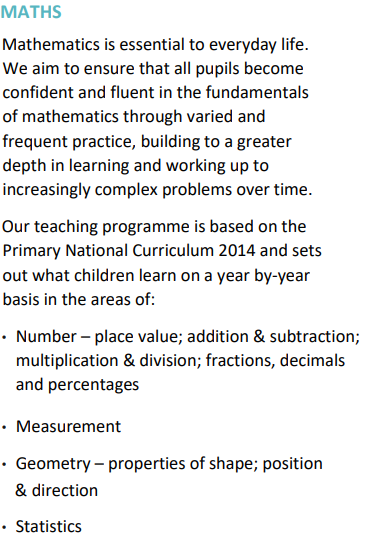 MATHS
Mathematics is essential to everyday life.
We aim to ensure that all pupils become
confident and fluent in the fundamentals
of mathematics through varied and
frequent practice, building to a greater
depth in learning and working up to
increasingly complex problems over time.
Our teaching programme is based on the
Primary National Curriculum 2014 and sets
out what children learn on a year by-year
basis in the areas of:
• Number – place value; addition & subtraction;
multiplication & division; fractions, decimals
and percentages
• Measurement
• Geometry – properties of shape; position
& direction
• Statistics